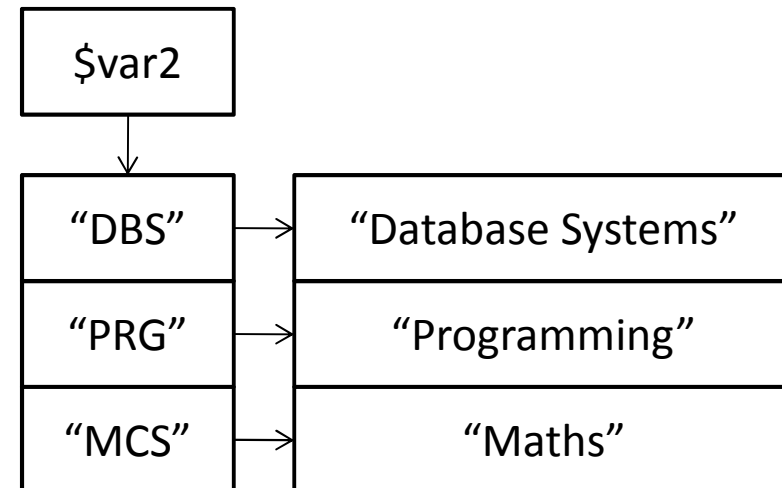 $var2
“DBS” “Database Systems”
“PRG” “Programming”
“MCS” “Maths”